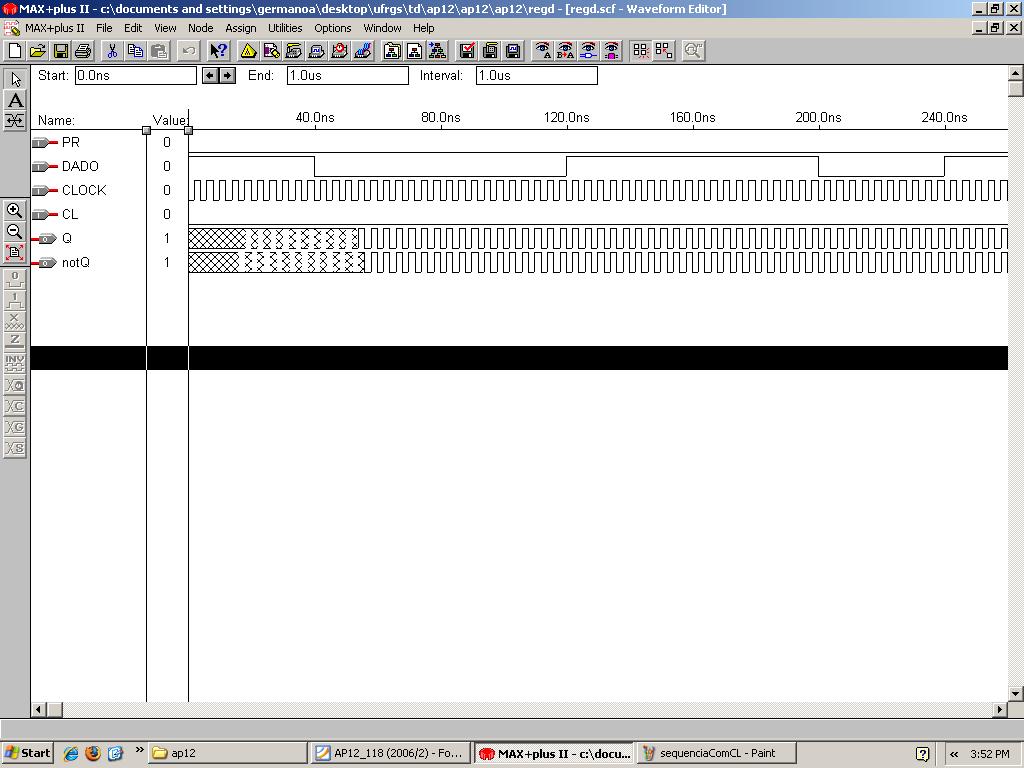 MAX+plus II - c:\documents and settings\germanoa\desktop\ufrgs\td\ap12\ap12\ap12\regd - [regd.scf - Waveform Editor]
MAX+plus II File Edit View Node Assign Utilities Options Window Help
Start: 0.0ns End: 1.0us Interval: 1.0us
Name: Value: 40.0ns 80.0ns 120.0ns 160.0ns 200.0ns 240.0ns
PR 0
DADO 0
CLOCK 0
CL 0
Q 1
notQ 1
Start » ap12 AP12_118 (2006/2) - Fo... MAX+plus II - c:\docu... sequenciaComCL - Paint « 3:52 PM